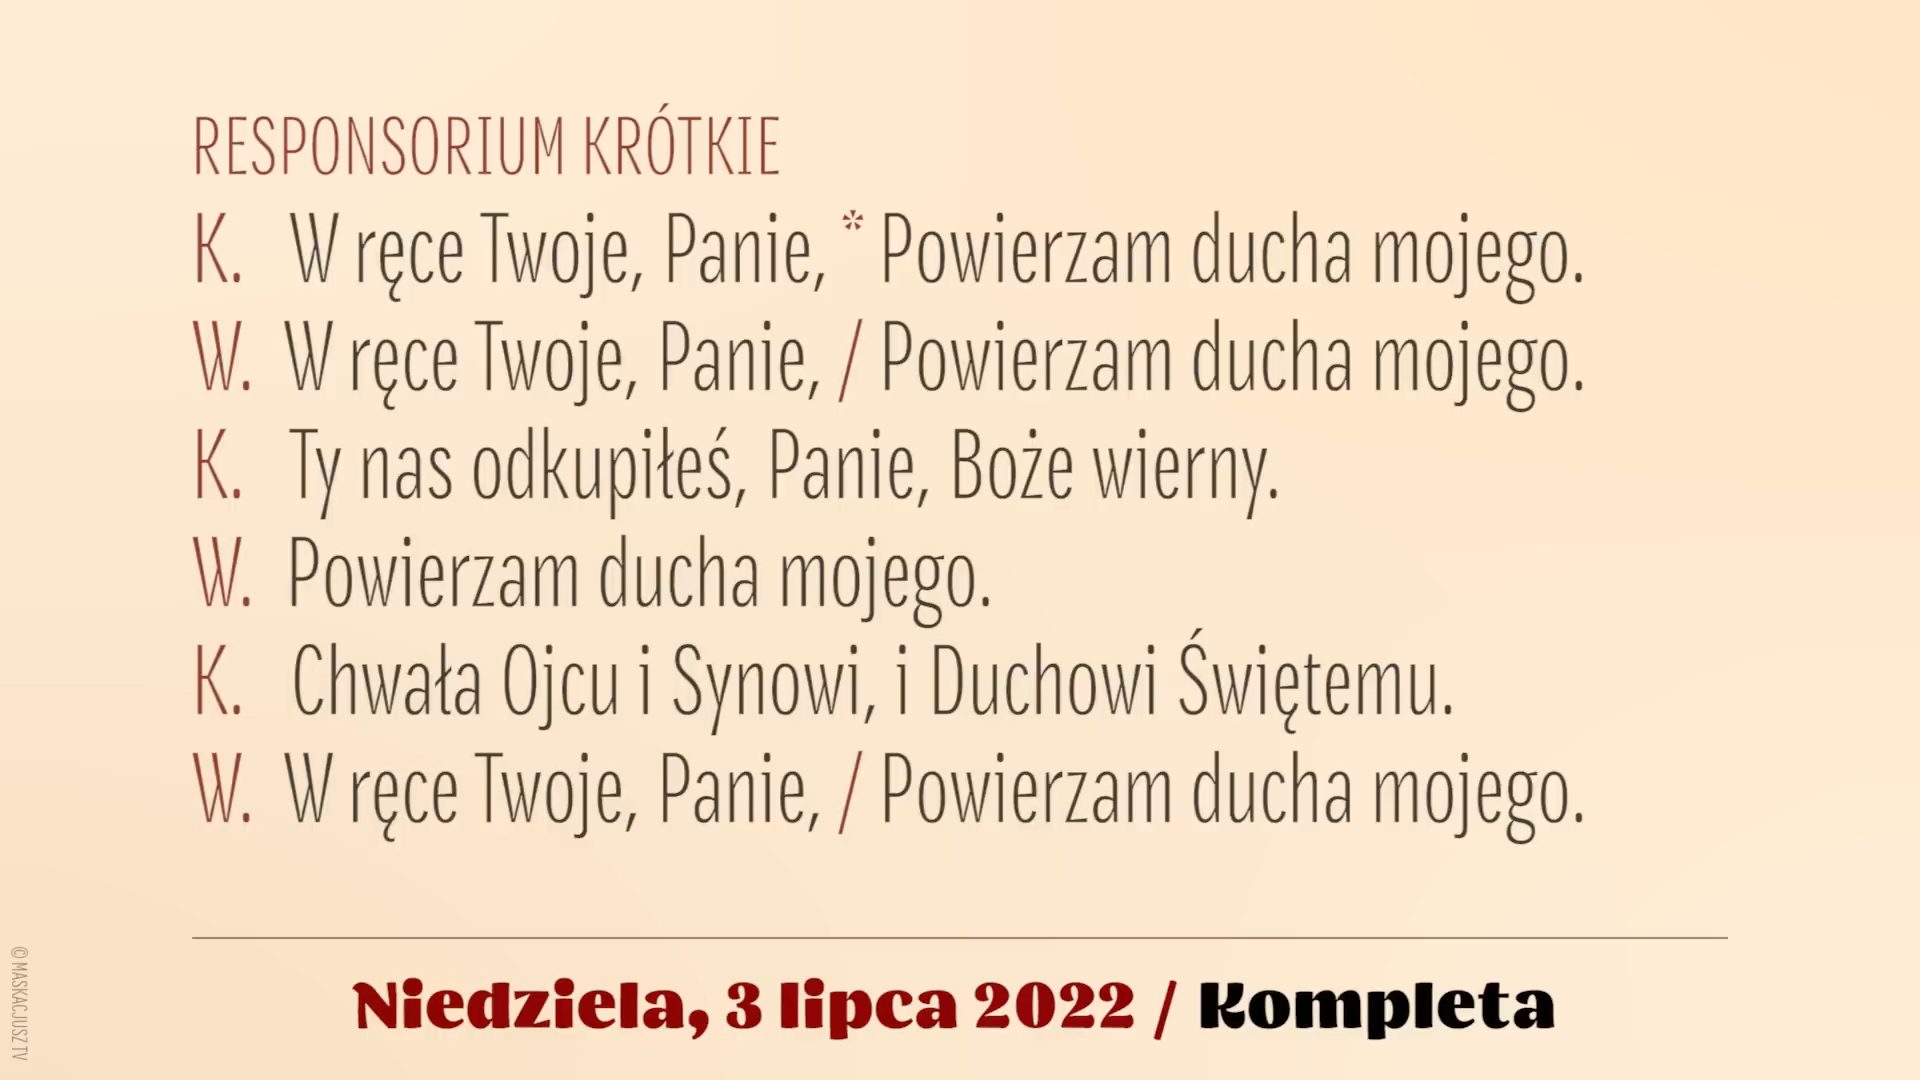 RESPONSORIUM KRÓTKIE
K. W ręce Twoje, Panie, * Powierzam ducha mojego.
W. W ręce Twoje, Panie, / Powierzam ducha mojego.
K. Ty nas odkupiłeś, Panie, Boże wierny.
W. Powierzam ducha mojego.
K. Chwała Ojcu i Synowi, i Duchowi Świętemu.
W. W ręce Twoje, Panie, / Powierzam ducha mojego.
Niedziela, 3 lipca 2022 / Kompleta
© MASKACJUSZ TV